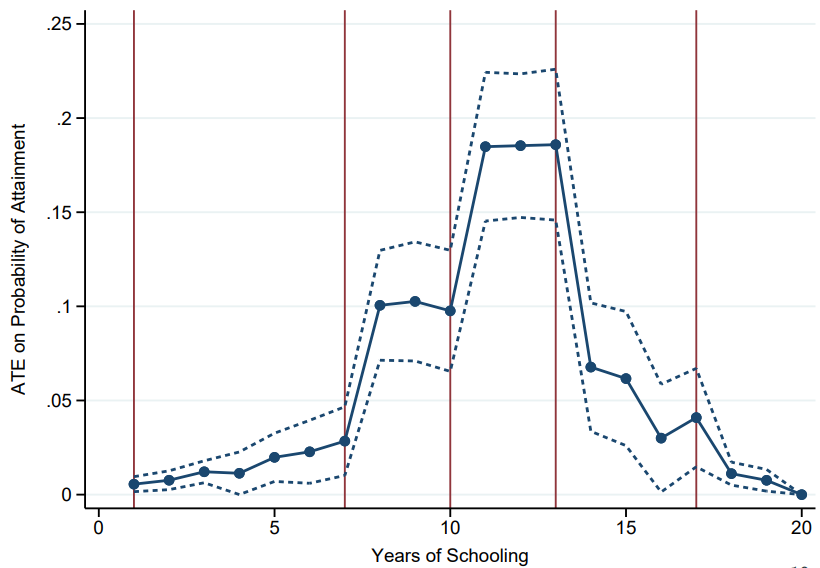 .25
.2
.15
.1
.05
0
ATE on Probability of Attainment
0 5 10 15 20
Years of Schooling